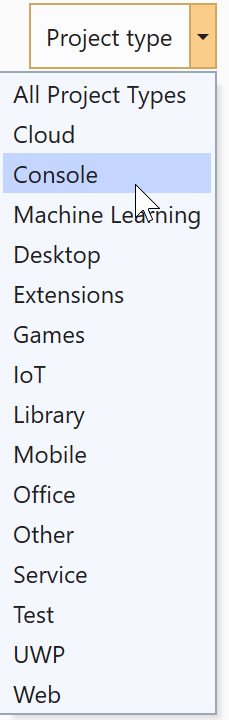 Project type
All Project Types
Cloud
Console
Machine Learning
Desktop
Extensions
Games
IoT
Library
Mobile
Office
Other
Service
Test
UWP
Web